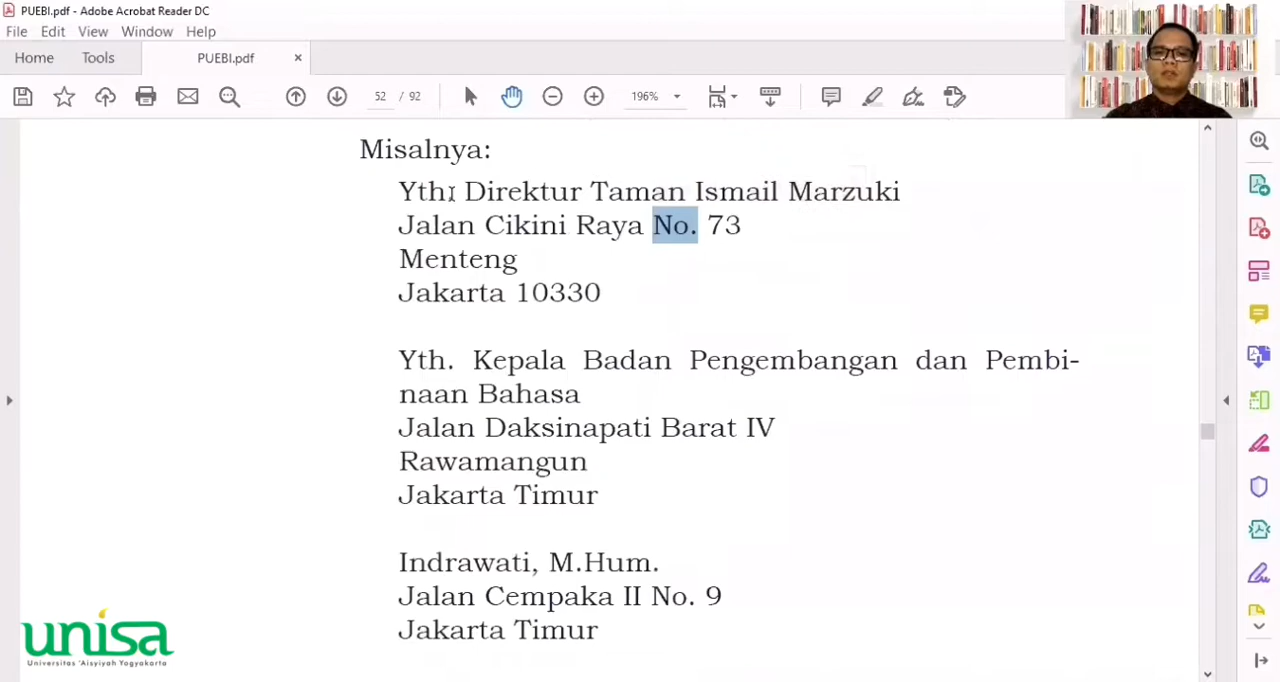 PUEBI.pdf - Adobe Acrobat Reader DC
File Edit View Window Help
Home Tools PUEBI.pdf ×
52 / 92 196%
Misalnya:
Yth. Direktur Taman Ismail Marzuki
Jalan Cikini Raya No. 73
Menteng
Jakarta 10330
Yth. Kepala Badan Pengembangan dan Pembi-
naan Bahasa
Jalan Daksinapati Barat IV
Rawamangun
Jakarta Timur
Indrawati, M.Hum.
Jalan Cempaka II No. 9
Jakarta Timur
unisa
Universitas 'Aisyiyah Yogyakarta